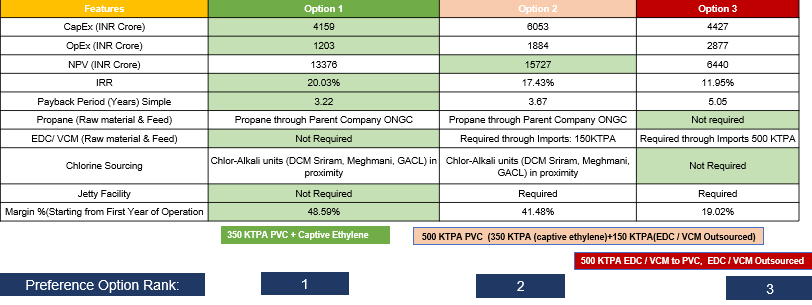 Features Option 1 Option 2 Option 3
CapEx (INR Crore) 4159 6053 4427
OpEx (INR Crore) 1203 1884 2877
NPV (INR Crore) 13376 15727 6440
IRR 20.03% 17.43% 11.95%
Payback Period (Years) Simple 3.22 3.67 5.05
Propane (Raw material & Feed) Propane through Parent Company ONGC Propane through Parent Company ONGC Not required
EDC/ VCM (Raw material & Feed) Not Required Required through Imports: 150KTPA Required through Imports 500 KTPA
Chlorine Sourcing Chlor-Alkali units (DCM Sriram, Meghmani, GACL) in Chlor-Alkali units (DCM Sriram, Meghmani, Not Required
proximity GACL) in proximity
Jetty Facility Not Required Required Required
Margin %(Starting from First Year of Operation 48.59% 41.48% 19.02%
350 KTPA PVC + Captive Ethylene 500 KTPA PVC (350 KTPA (captive ethylene)+150 KTPA(EDC / VCM Outsourced)
500 KTPA EDC / VCM to PVC, EDC / VCM Outsourced
Preference Option Rank: 1 2 3